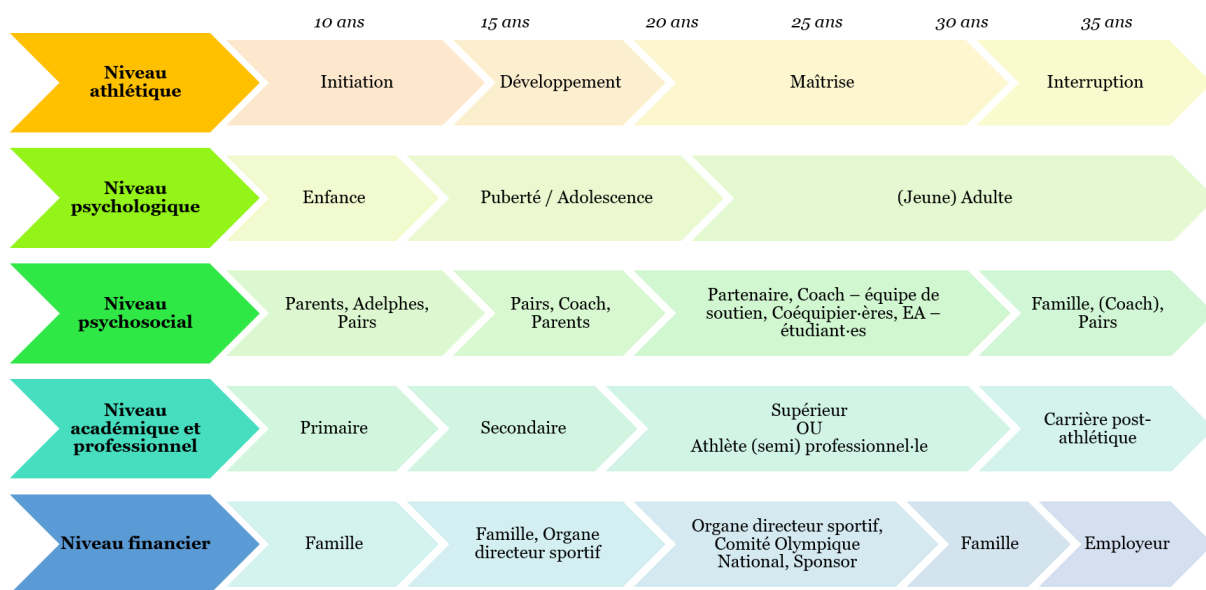 10 ans 15 ans 20 ans 25 ans 30 ans 35 ans
Niveau
athlétique
Initiation
Développement
Maîtrise
Interruption
Niveau
psychologique
Enfance
Puberté / Adolescence
(Jeune) Adulte
Niveau
psychosocial
Parents, Adelphes,
Pairs
Pairs, Coach,
Parents
Partenaire, Coach – équipe de
soutien, Coéquipier·ères, EA –
étudiant·es
Famille, (Coach),
Pairs
Niveau
académique et
professionnel
Primaire
Secondaire
Supérieur
OU
Athlète (semi) professionnel·le
Carrière post-
athlétique
Niveau financier
Famille
Famille, Organe
directeur sportif
Organe directeur sportif,
Comité Olympique
National, Sponsor
Famille
Employeur